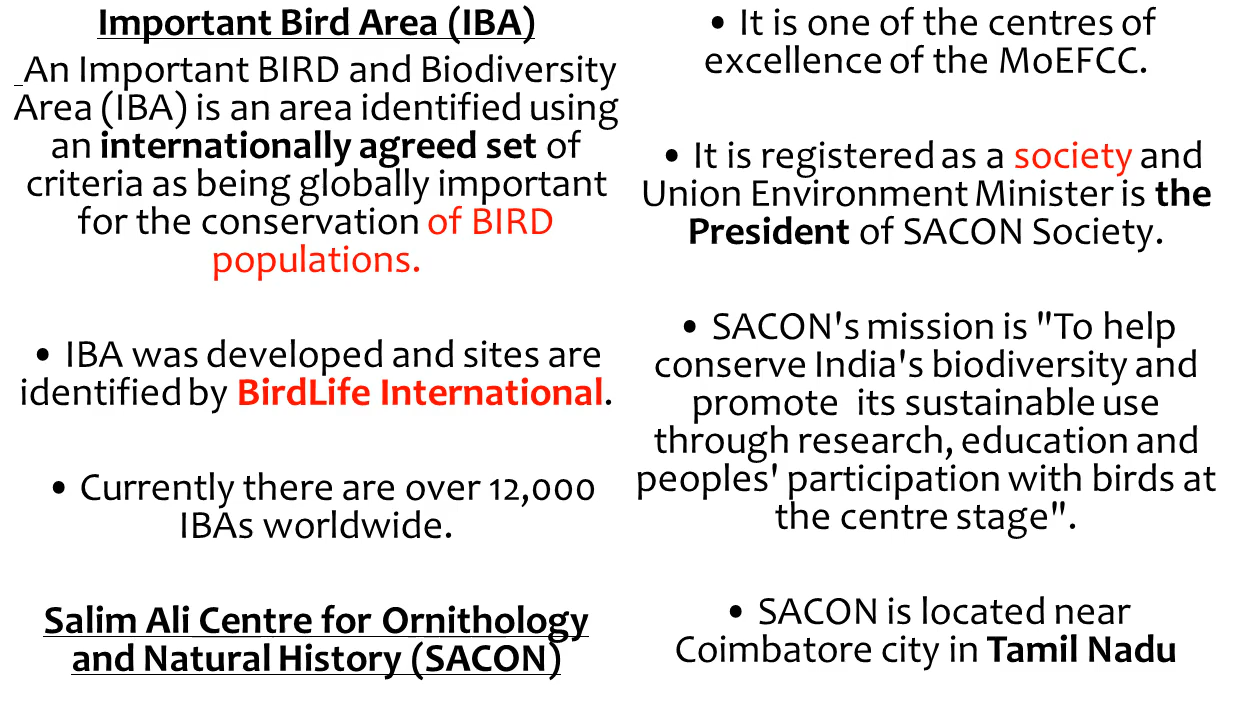 Important Bird Area (IBA)
An Important BIRD and Biodiversity
Area (IBA) is an area identified using
an internationally agreed set of
criteria as being globally important
for the conservation of BIRD
populations.
• IBA was developed and sites are
identified by BirdLife International.
• Currently there are over 12,000
IBAs worldwide.
Salim Ali Centre for Ornithology
and Natural History (SACON)
• It is one of the centres of
excellence of the MoEFCC.
• It is registered as a society and
Union Environment Minister is the
President of SACON Society.
• SACON's mission is "To help
conserve India's biodiversity and
promote its sustainable use
through research, education and
peoples' participation with birds at
the centre stage".
• SACON is located near
Coimbatore city in Tamil Nadu